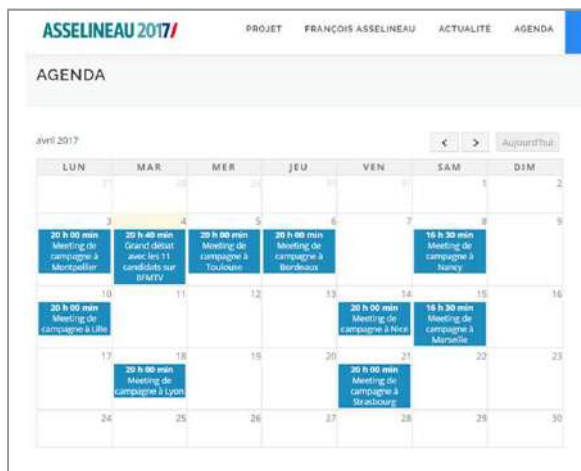 ASSELINEAU 2017/ PROJET FRANÇOIS ASSELINEAU ACTUALITÉ AGENDA
AGENDA
avril 2017 < > Aujourd'hui
LUN MAR MER JEU VEN SAM DIM
27 28 29 30 31 1 2
3 4 5 6 7 8 9
20 h 00 min 20 h 40 min 20 h 00 min 20 h 00 min 16 h 30 min
Meeting de Grand débat Meeting de Meeting de Meeting de
campagne à avec les 11 campagne à campagne à campagne à
Montpellier candidats sur Toulouse Bordeaux Nancy
BFMTV
10 11 12 13 14 15 16
20 h 00 min 20 h 00 min 16 h 30 min
Meeting de Meeting de Meeting de
campagne à Lille campagne à Nice campagne à
Marseille
17 18 19 20 21 22 23
20 h 00 min 20 h 00 min
Meeting de Meeting de
campagne à Lyon campagne à
Strasbourg
24 25 26 27 28 29 30